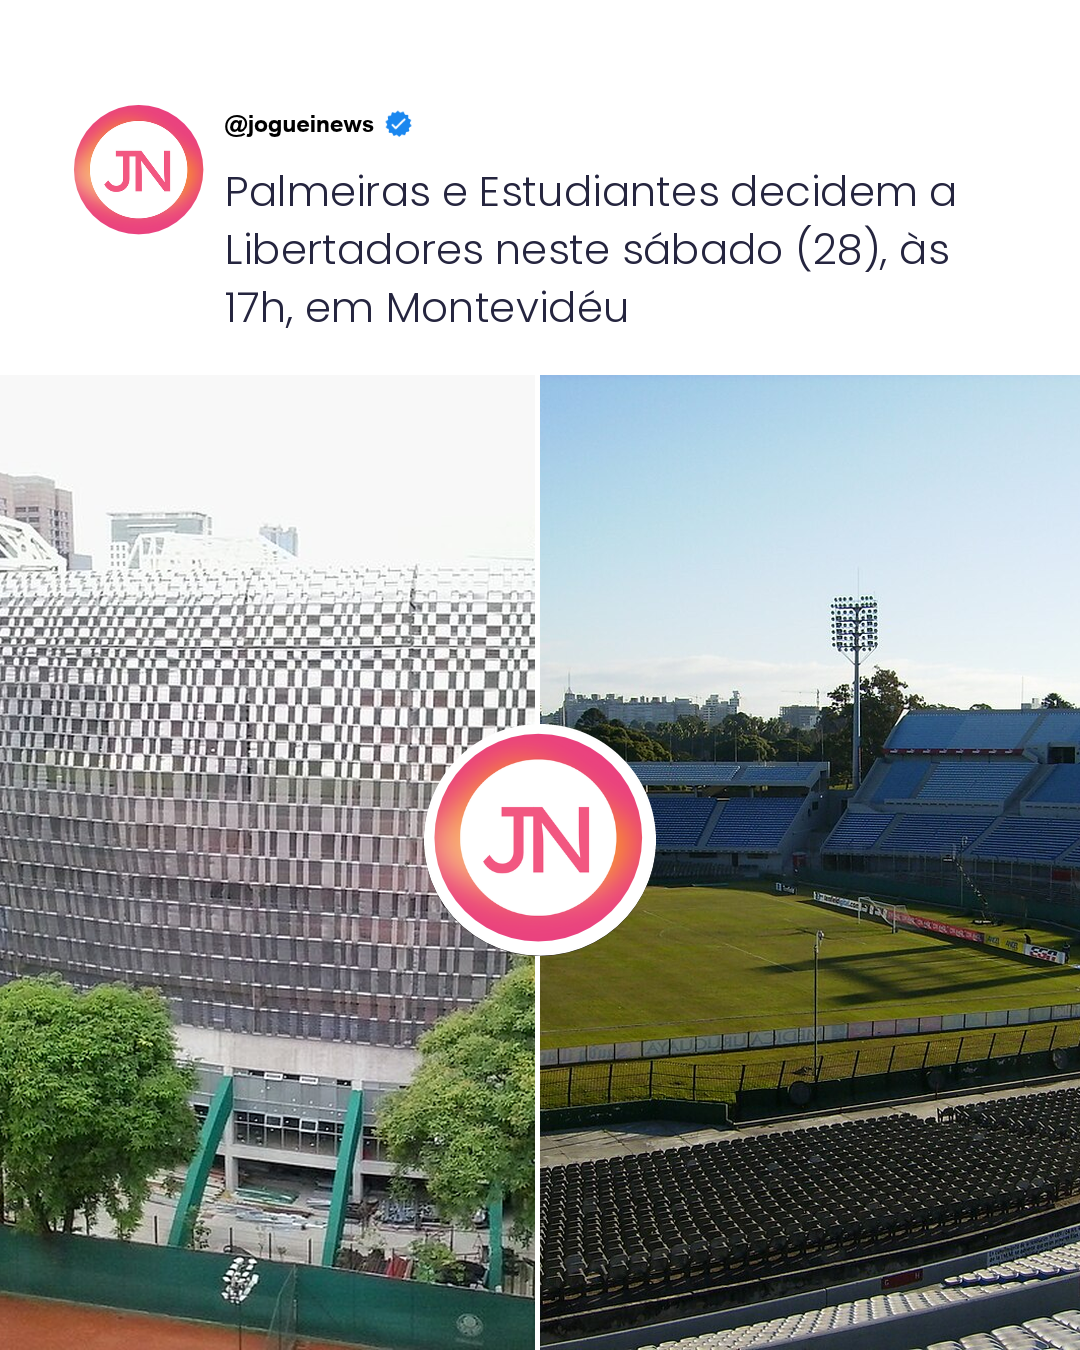 @jogueinews
JN
Palmeiras e Estudiantes decidem a
Libertadores neste sábado (28), às
17h, em Montevidéu
JN